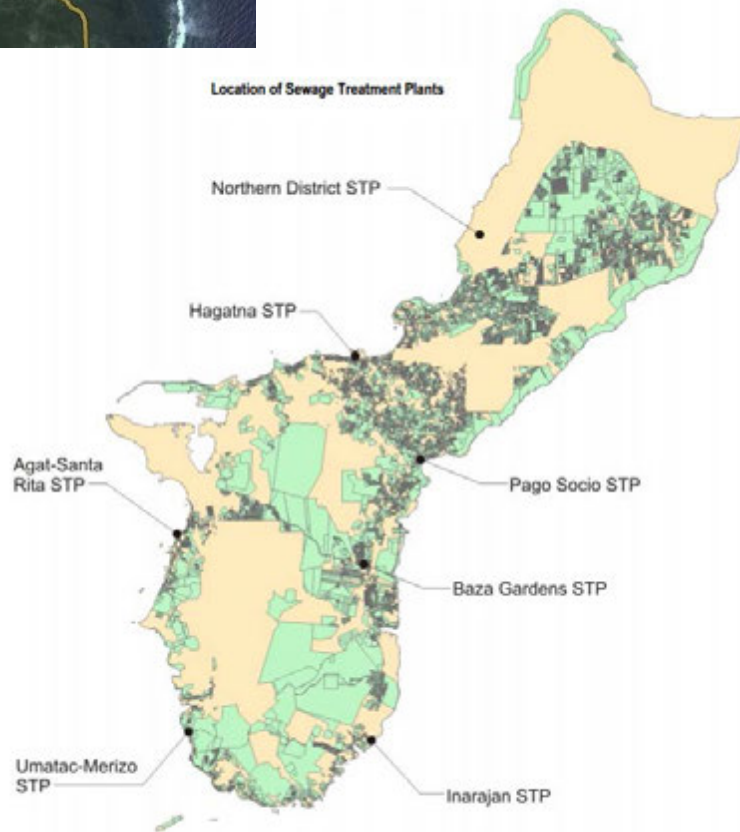 Location of Sewage Treatment Plants
Northern District STP
Hagatna STP
Agat-Santa
Rita STP
Pago Socio STP
Baza Gardens STP
Umatac-Merizo
STP
Inarajan STP